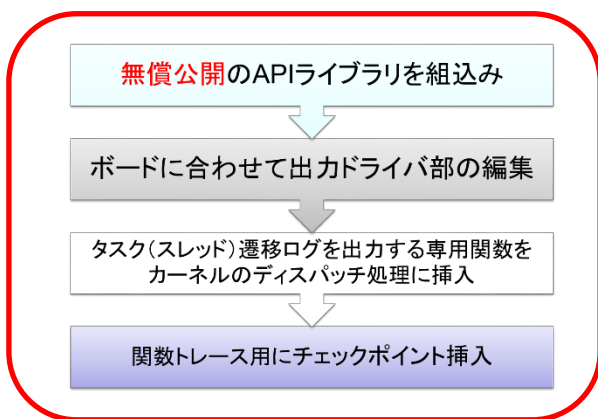 無償公開のAPIライブラリを組込み
ボードに合わせて出力ドライバ部の編集
タスク（スレッド）遷移ログを出力する専用関数を
カーネルのディスパッチ処理に挿入
関数トレース用にチェックポイント挿入